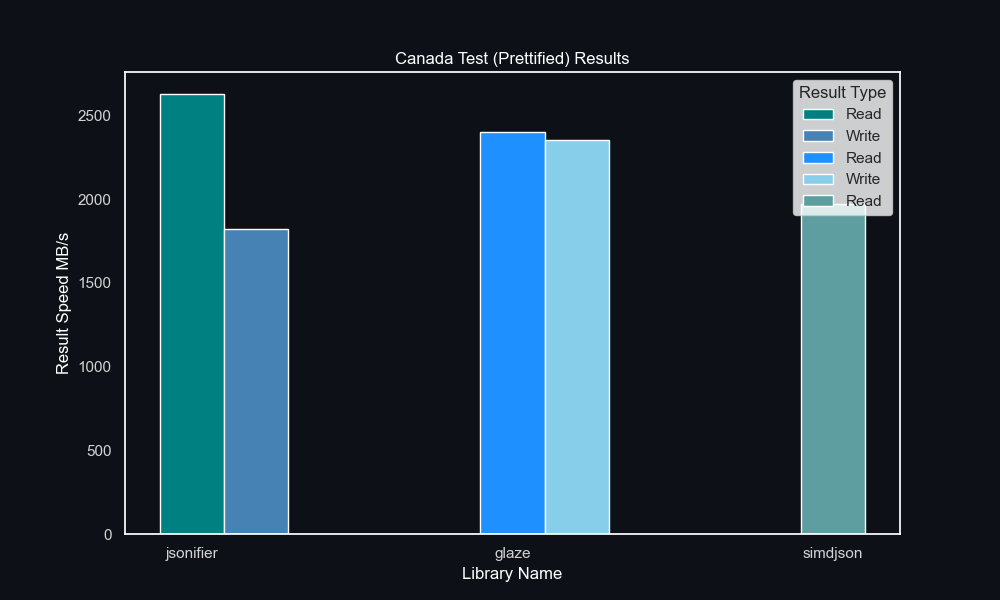 Canada Test (Prettified) Results
Result Type
Read
Write
Read
Write
Read
2500
2000
1500
1000
500
0
Result Speed MB/s
jsonifier
glaze
simdjson
Library Name